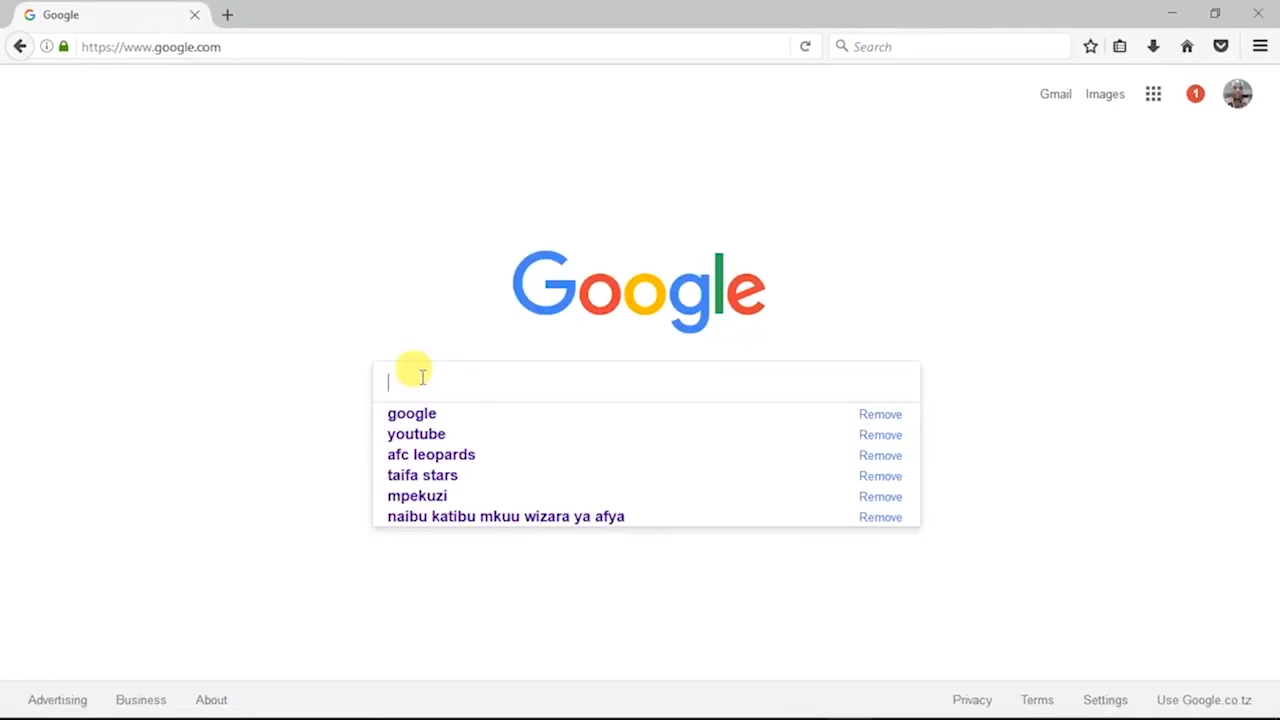 Google
https://www.google.com
Search
Gmail Images 1
Google
google Remove
youtube Remove
afc leopards Remove
taifa stars Remove
mpekuzi Remove
naibu katibu mkuu wizara ya afya Remove
Advertising Business About Privacy Terms Settings Use Google.co.tz